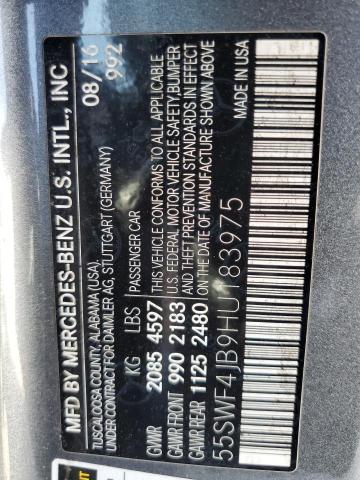 MFD BY MERCEDES-BENZ U.S. INTL., INC
TUSCALOOSA COUNTY, ALABAMA (USA),
UNDER CONTRACT FOR DAIMLER AG, STUTTGART (GERMANY)
08/16
992
KG LBS PASSENGER CAR
GVWR 2085 4597
GAWR FRONT 990 2183
GAWR REAR 1125 2480
THIS VEHICLE CONFORMS TO ALL APPLICABLE
U.S. FEDERAL MOTOR VEHICLE SAFETY,BUMPER
AND THEFT PREVENTION STANDARDS IN EFFECT
ON THE DATE OF MANUFACTURE SHOWN ABOVE
55SWF4JB9HU183975
MADE IN USA